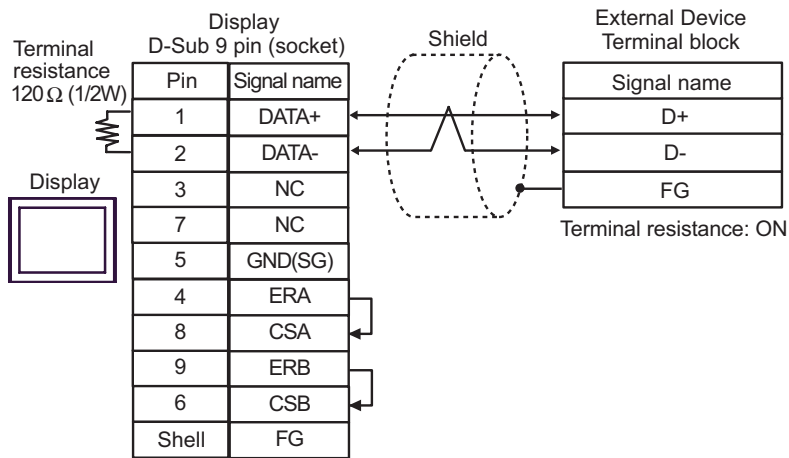 Display
D-Sub 9 pin (socket)
Terminal
resistance
120Ω (1/2W)
Shield
External Device
Terminal block
Pin Signal name
1 DATA+
2 DATA-
3 NC
7 NC
5 GND(SG)
4 ERA
8 CSA
9 ERB
6 CSB
Shell FG
Display
Signal name
D+
D-
FG
Terminal resistance: ON